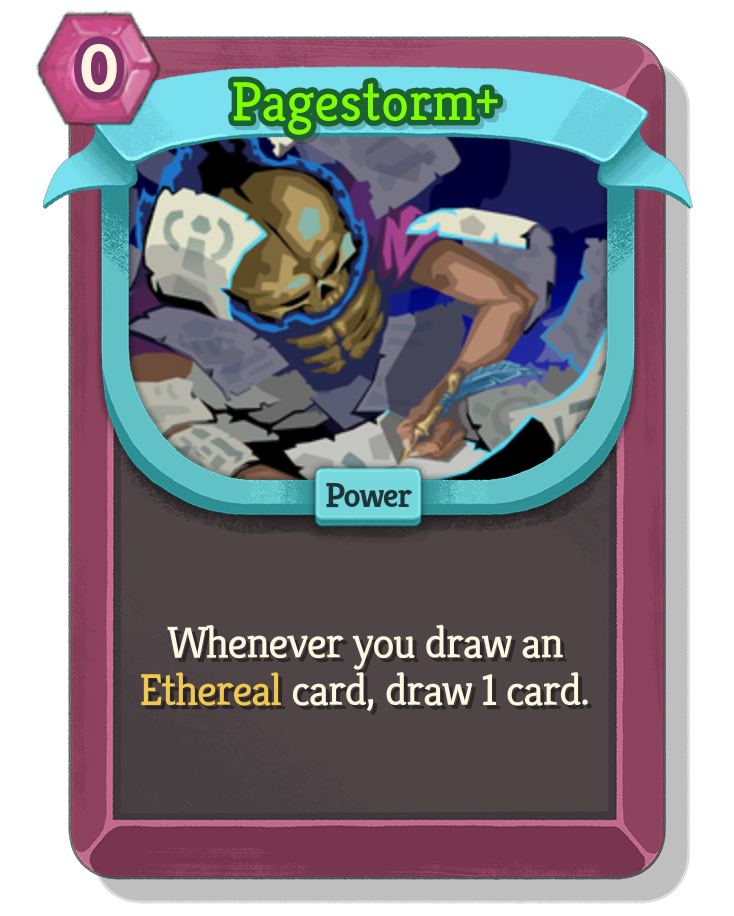 0
Pagestorm+
Power
Whenever you draw an
Ethereal card, draw 1 card.